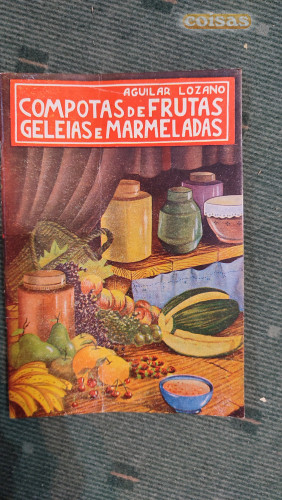 coisas
AGUILAR LOZANO
COMPOTAS DE FRUTAS
GELEIAS E MARMELADAS